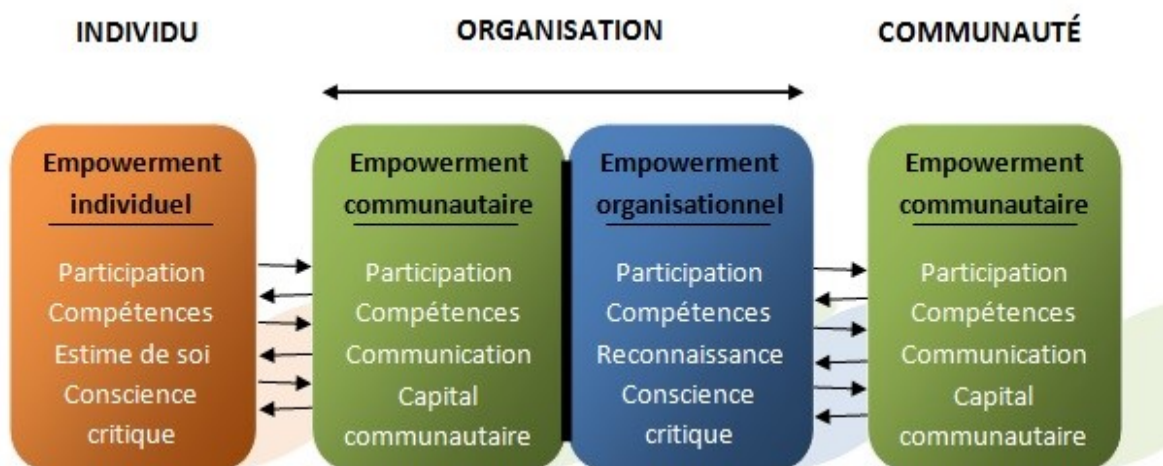 INDIVIDU
ORGANISATION
COMMUNAUTÉ
Empowerment
individuel
Participation
Compétences
Estime de soi
Conscience
critique
Empowerment
communautaire
Participation
Compétences
Communication
Capital
communautaire
Empowerment
organisationnel
Participation
Compétences
Reconnaissance
Conscience
critique
Empowerment
communautaire
Participation
Compétences
Communication
Capital
communautaire